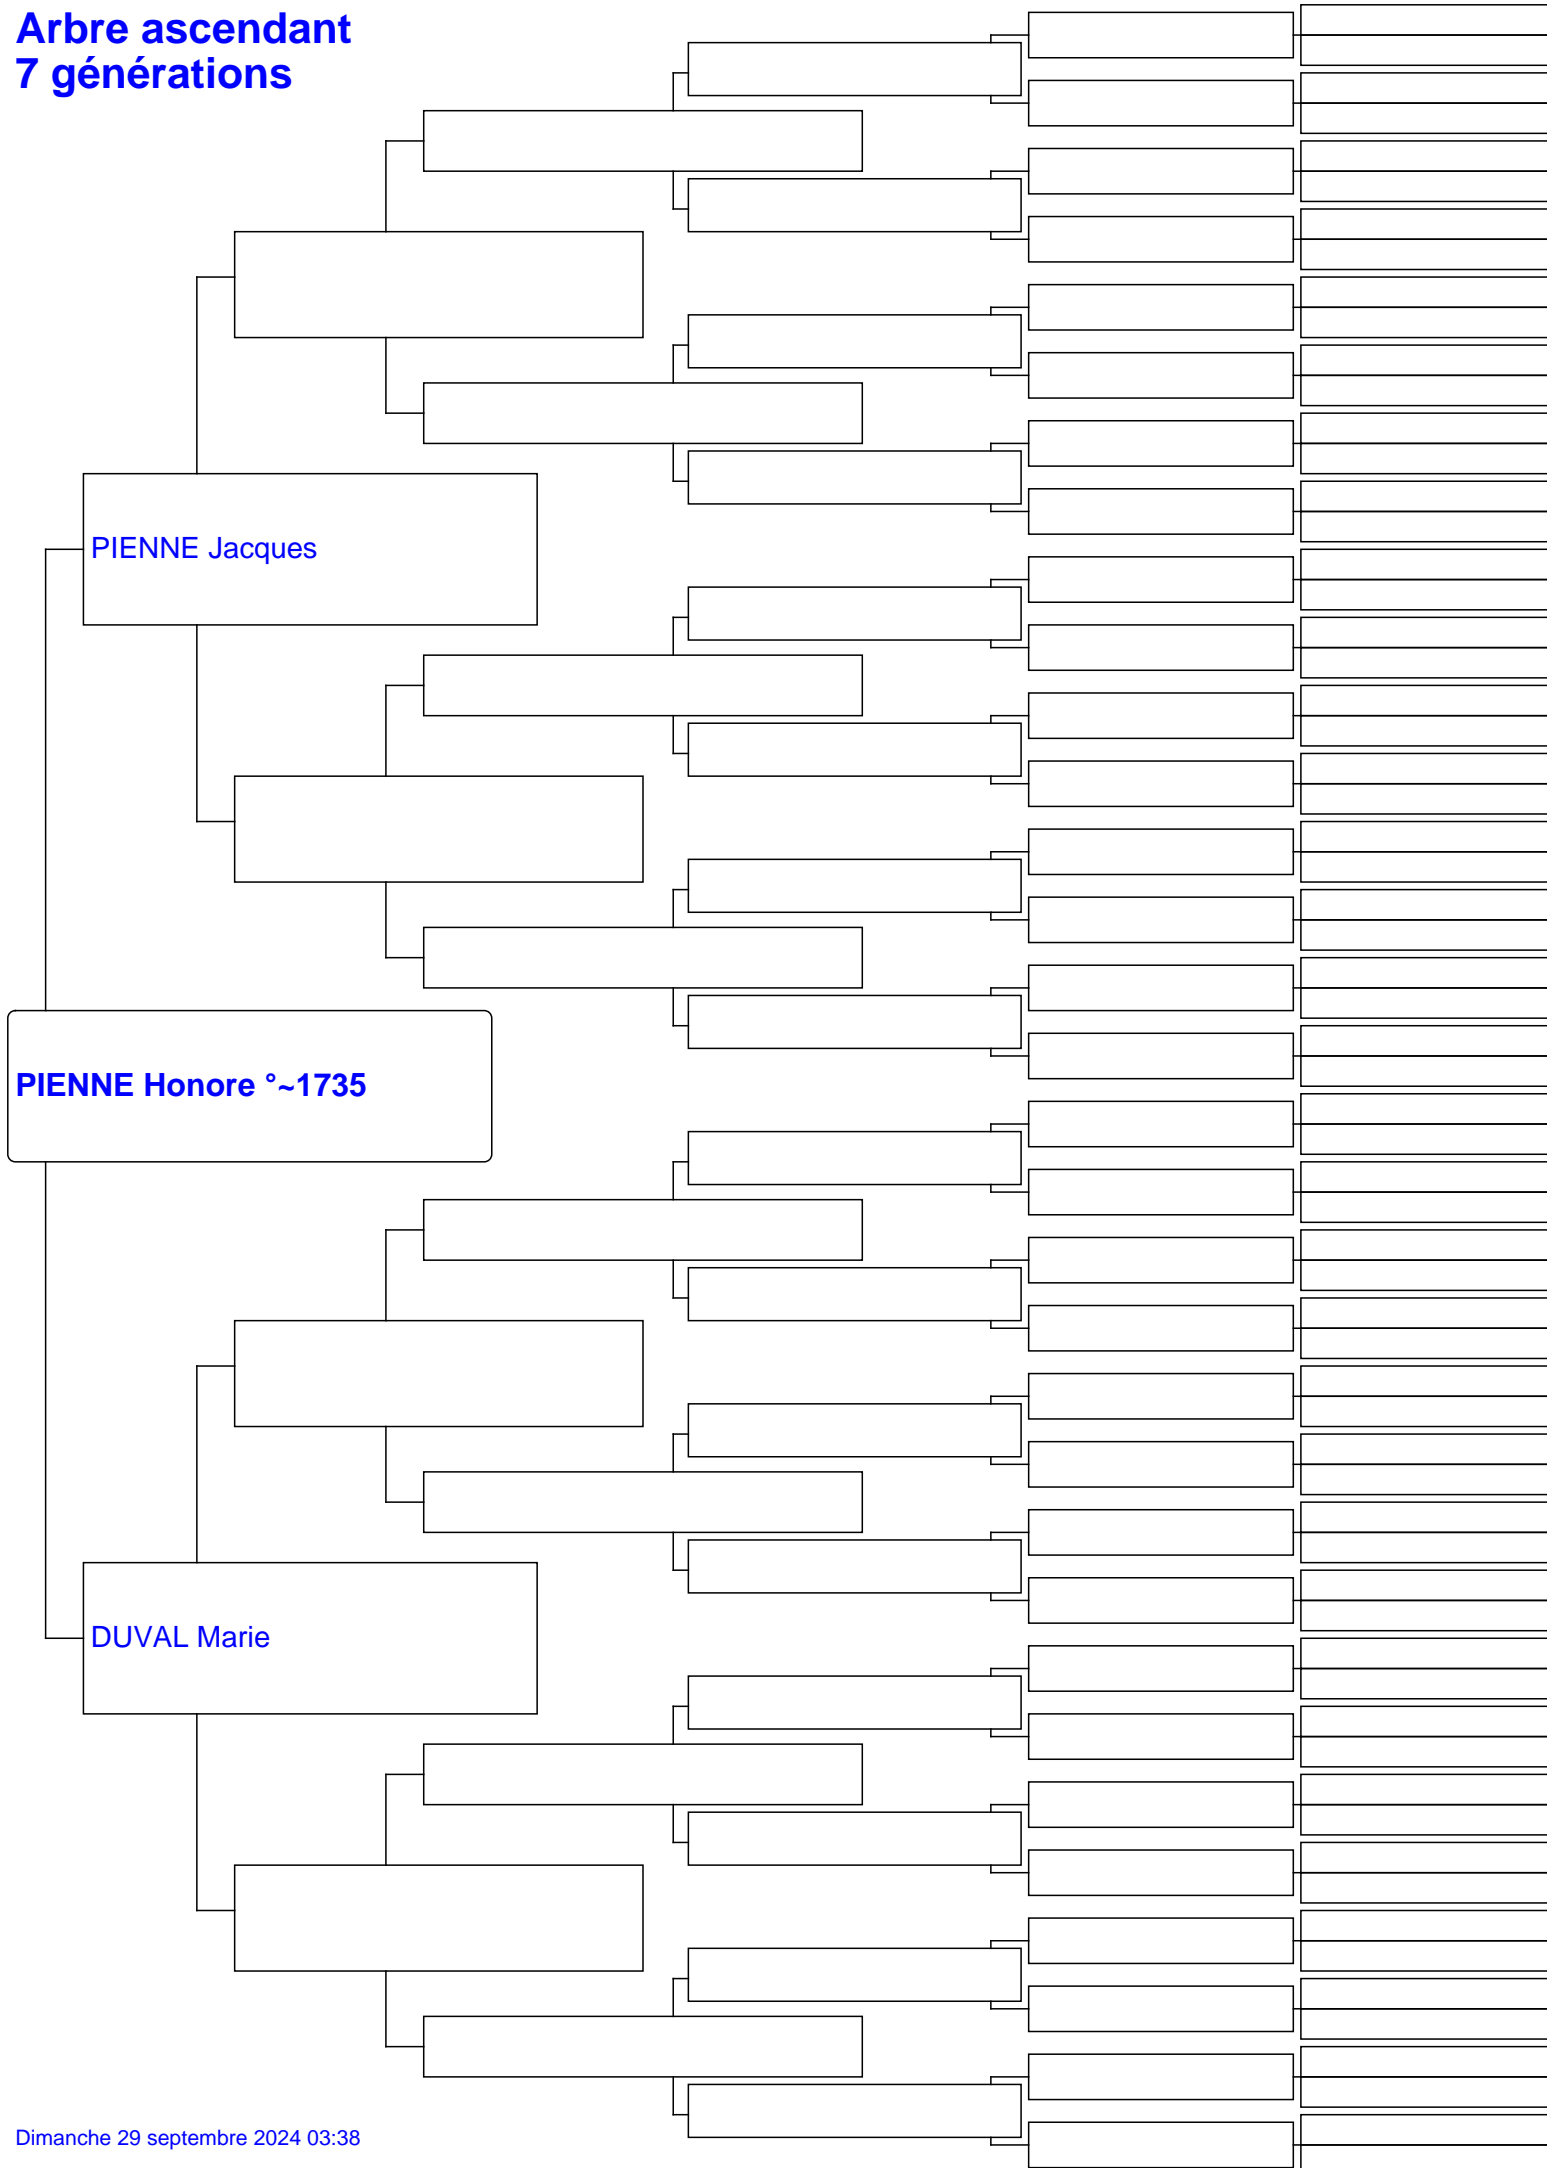 Arbre ascendant
7 générations
PIENNE Jacques
PIENNE Honore °~1735
DUVAL Marie
Dimanche 29 septembre 2024 03:38